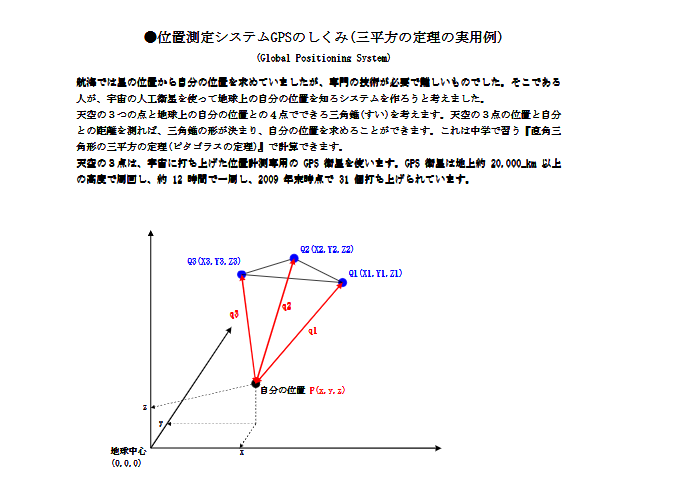 ●位置測定システムGPSのしくみ(三平方の定理の実用例)
(Global Positioning System)
航海では星の位置から自分の位置を求めていましたが、専門の技術が必要で難しいものでした。そこである
人が、宇宙の人工衛星を使って地球上の自分の位置を知るシステムを作ろうと考えました。
天空の３つの点と地球上の自分の位置との４点でできる三角錐(すい)を考えます。天空の３点の位置と自分
との距離を測れば、三角錐の形が決まり、自分の位置を求めることができます。これは中学で習う『直角三
角形の三平方の定理(ピタゴラスの定理)』で計算できます。
天空の３点は、宇宙に打ち上げた位置計測専用の GPS 衛星を使います。GPS 衛星は地上約 20,000 km 以上
の高度で周回し、約 12 時間で一周し、2009 年末時点で 31 個打ち上げられています。
Q2(X2,Y2,Z2)
Q3(X3,Y3,Z3)
Q1(X1,Y1,Z1)
q3
q2
q1
自分の位置 P(x,y,z)
z
y
地球中心
x
(0,0,0)